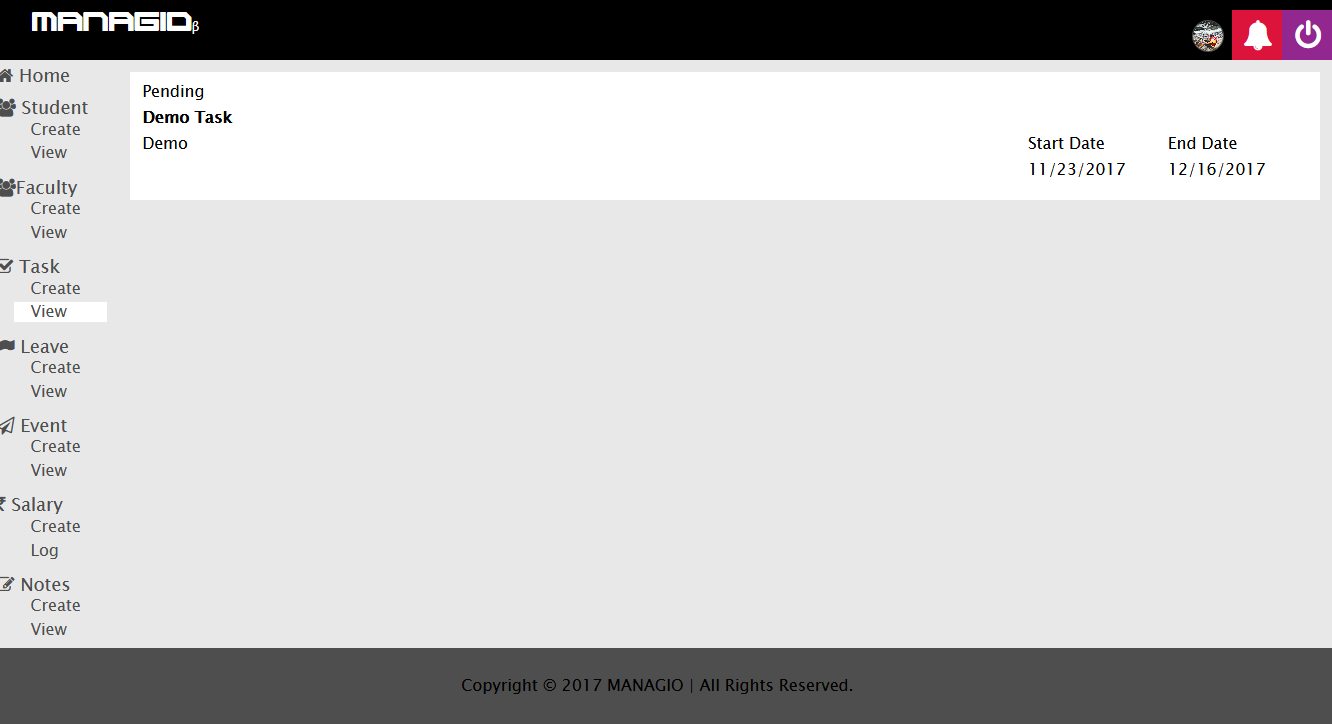 MANAGIOβ
Home
Student
Create
View
Faculty
Create
View
Task
Create
View
Leave
Create
View
Event
Create
View
₹ Salary
Create
Log
Notes
Create
View
Pending
Demo Task
Demo
Start Date End Date
11/23/2017 12/16/2017
Copyright © 2017 MANAGIO | All Rights Reserved.